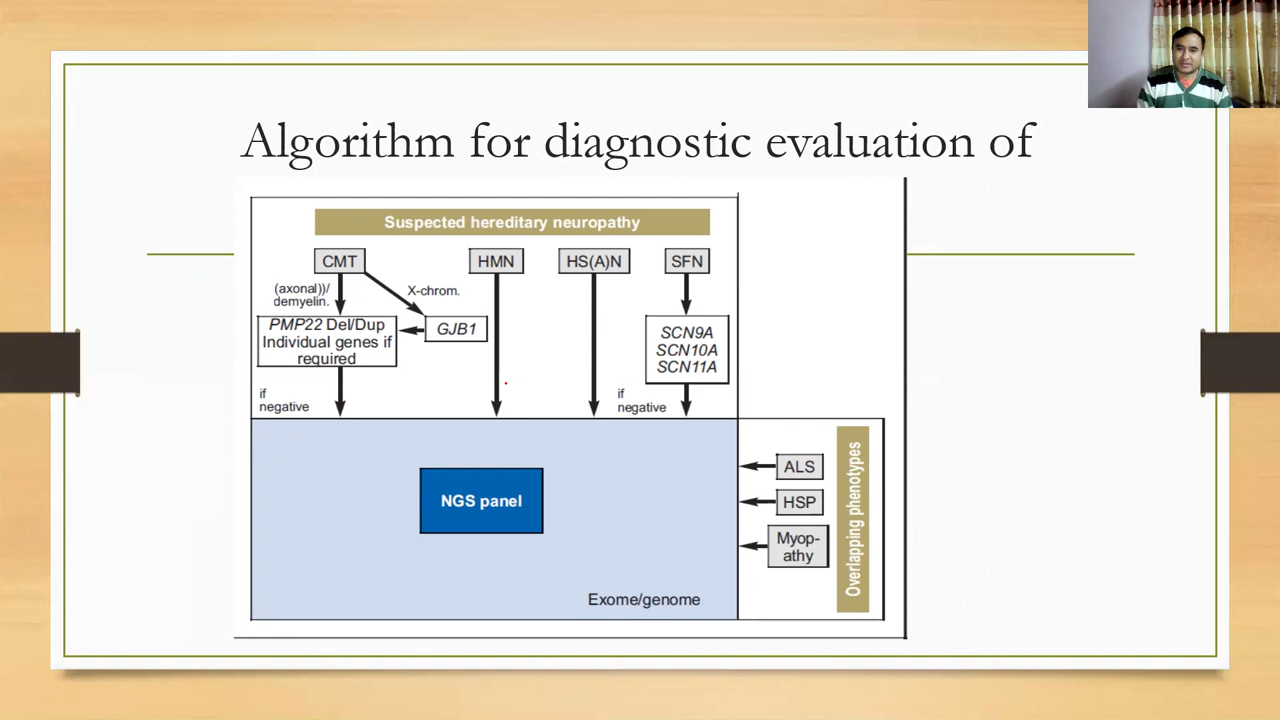 Algorithm for diagnostic evaluation of
Suspected hereditary neuropathy
CMT
HMN
HS(A)N
SFN
(axonal))/
demyelin.
X-chrom.
PMP22 Del/Dup
Individual genes if
required
GJB1
SCN9A
SCN10A
SCN11A
if
negative
if
negative
NGS panel
Exome/genome
ALS
HSP
Myop-
athy
Overlapping phenotypes